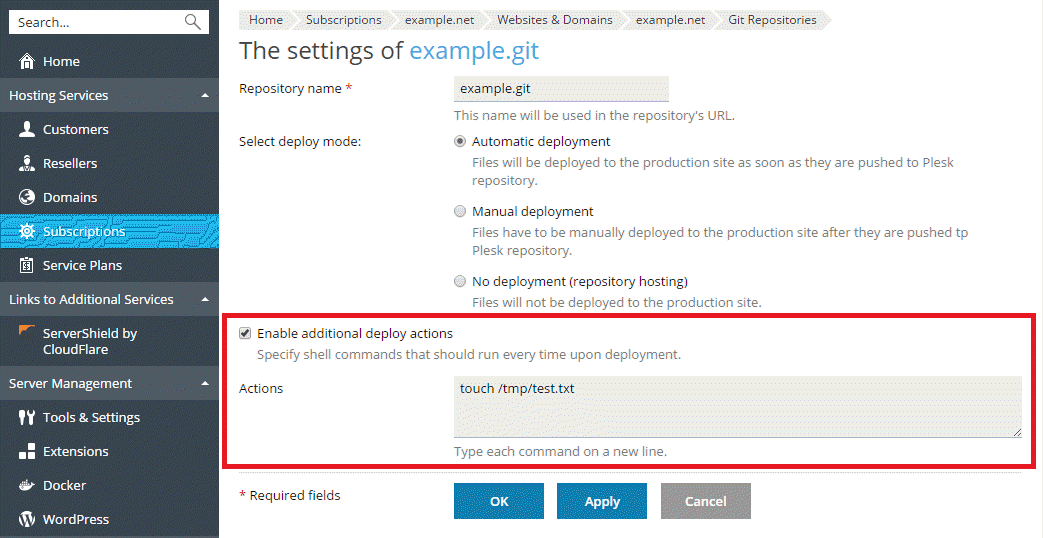 Search...
Home
Hosting Services
Customers
Resellers
Domains
Subscriptions
Service Plans
Links to Additional Services
ServerShield by
CloudFlare
Server Management
Tools & Settings
Extensions
Docker
WordPress
Home Subscriptions example.net Websites & Domains example.net Git Repositories
The settings of example.git
Repository name * example.git
This name will be used in the repository's URL.
Select deploy mode: Automatic deployment
Files will be deployed to the production site as soon as they are pushed to Plesk
repository.
Manual deployment
Files have to be manually deployed to the production site after they are pushed tp
Plesk repository.
No deployment (repository hosting)
Files will not be deployed to the production site.
Enable additional deploy actions
Specify shell commands that should run every time upon deployment.
Actions touch /tmp/test.txt
Type each command on a new line.
* Required fields OK Apply Cancel